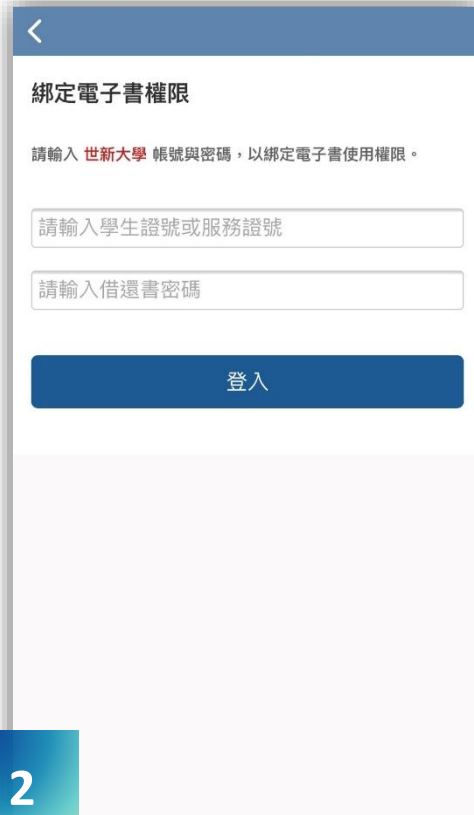 綁定電子書權限
請輸入 世新大學 帳號與密碼，以綁定電子書使用權限。
請輸入學生證號或服務證號
請輸入借還書密碼
登入
2